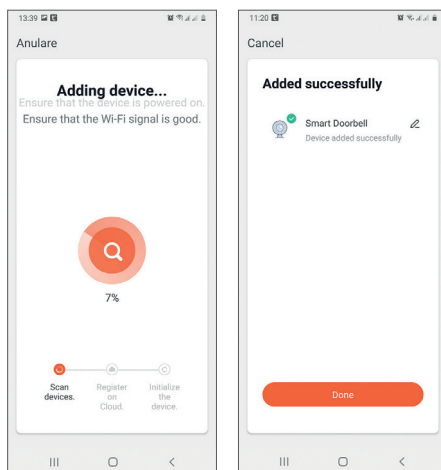 13:39
Anulare
Adding device...
Ensure that the device is powered on.
Ensure that the Wi-Fi signal is good.
7%
Scan devices.
Register on Cloud.
Initialize the device.
11:20
Cancel
Added successfully
Smart Doorbell
Device added successfully
Done